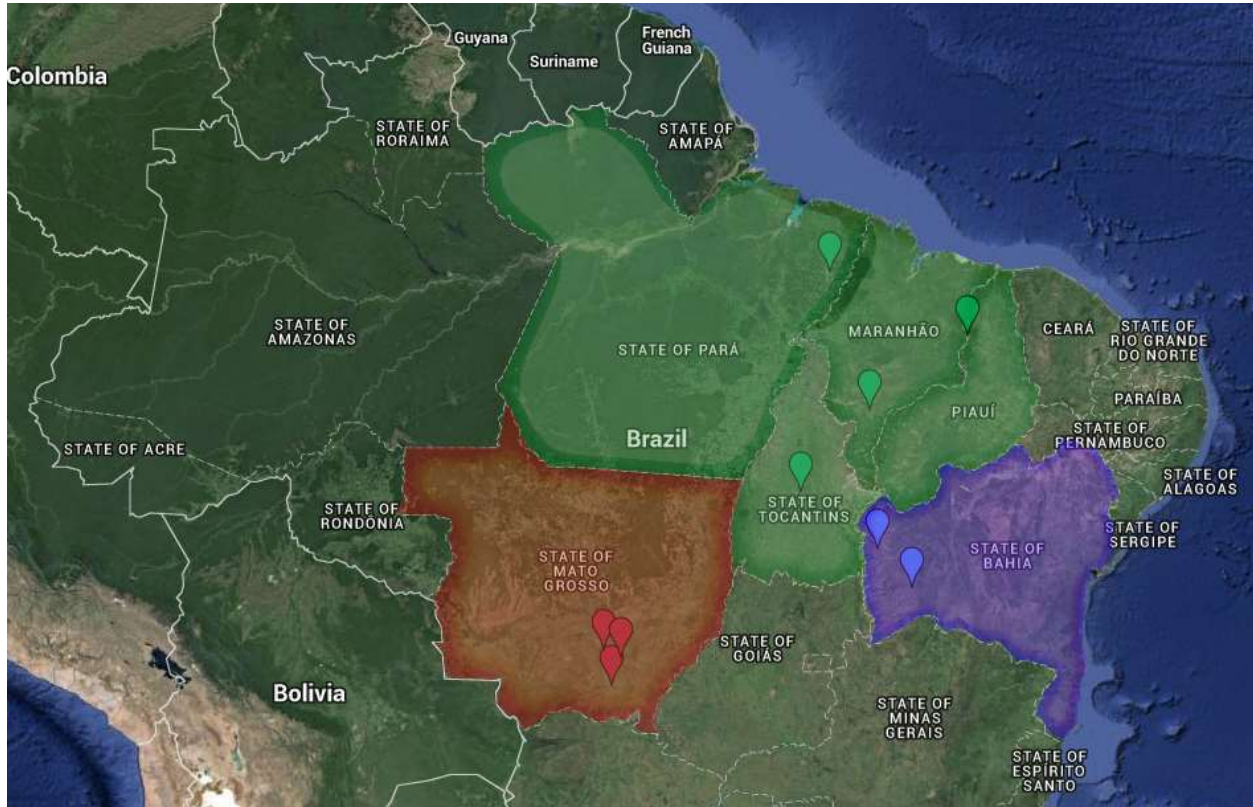 Guyana
French
Guiana
Suriname
Colombia
STATE OF
RORAIMA
STATE OF
AMAPÁ
STATE OF
AMAZONAS
STATE OF PARÁ
MARANHÃO
CEARÁ
STATE OF
RIO GRANDE
DO NORTE
PARAÍBA
PIAUÍ
STATE OF
PERNAMBUCO
Brazil
STATE OF ACRE
STATE OF
ALAGOAS
STATE OF
RONDÔNIA
STATE OF
TOCANTINS
STATE OF
SERGIPE
STATE OF
BAHIA
STATE OF
MATO
GROSSO
STATE OF
GOIÁS
Bolivia
STATE OF
MINAS
GERAIS
STATE OF
ESPÍRITO
SANTO